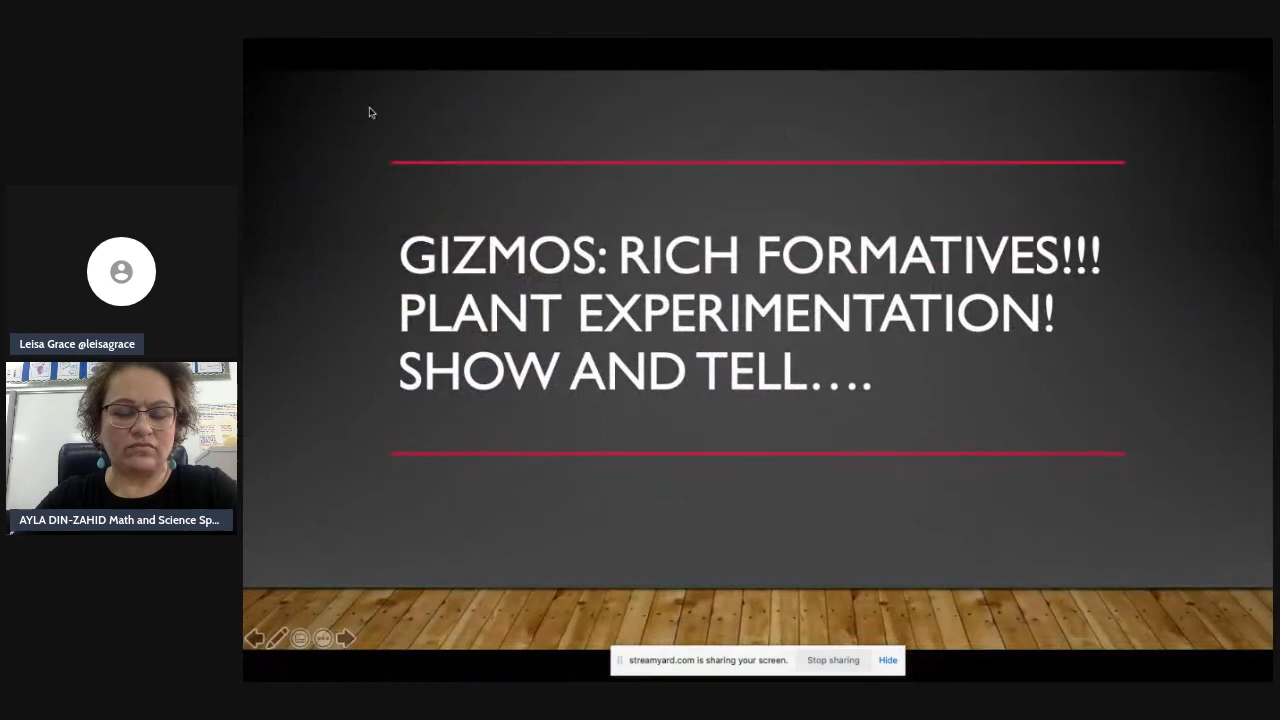 GIZMOS: RICH FORMATIVES!!!
PLANT EXPERIMENTATION!
SHOW AND TELL....
Leisa Grace @leisagrace
AYLA DIN-ZAHID Math and Science Sp...
streamyard.com is sharing your screen. Stop sharing Hide